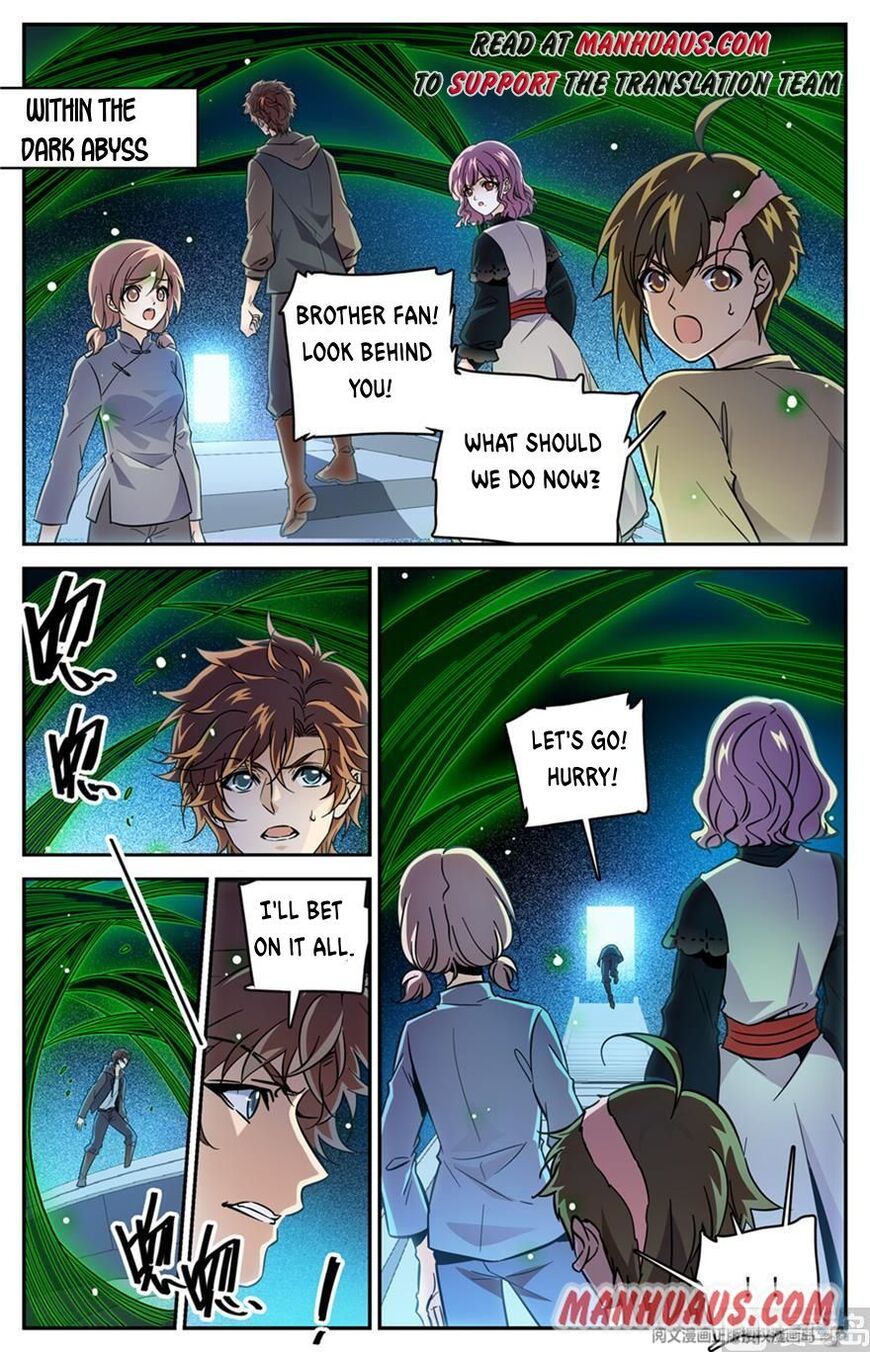 READ AT MANHUAUS.COM
TO SUPPORT THE TRANSLATION TEAM
WITHIN THE
DARK ABYSS
BROTHER FAN!
LOOK BEHIND
YOU!
WHAT SHOULD
WE DO NOW?
LET'S GO!
HURRY!
I'LL BET
ON IT ALL.
!
! !
MANHUAUS.COM